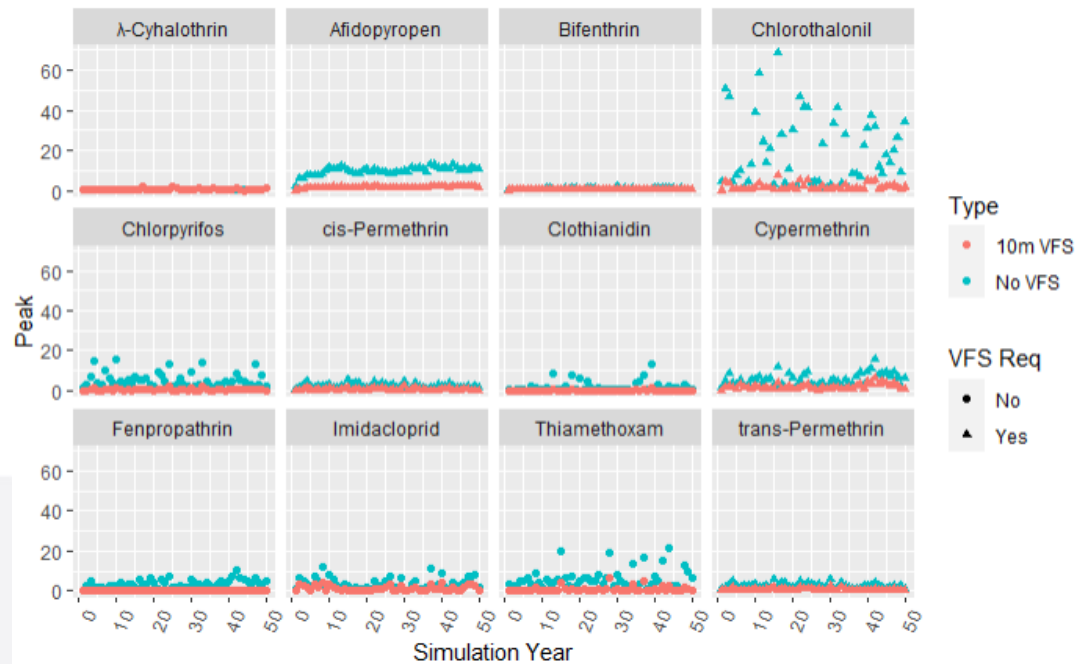 λ-Cyhalothrin Afidopyropen Bifenthrin Chlorothalonil
60
40
20
0
Chlorpyrifos cis-Permethrin Clothianidin Cypermethrin
60
40
20
0
Fenpropathrin Imidacloprid Thiamethoxam trans-Permethrin
60
40
20
0
0 10 20 30 40 50 0 10 20 30 40 50 0 10 20 30 40 50 0 10 20 30 40 50
Simulation Year
Peak
Type
10m VFS
No VFS
VFS Req
No
Yes